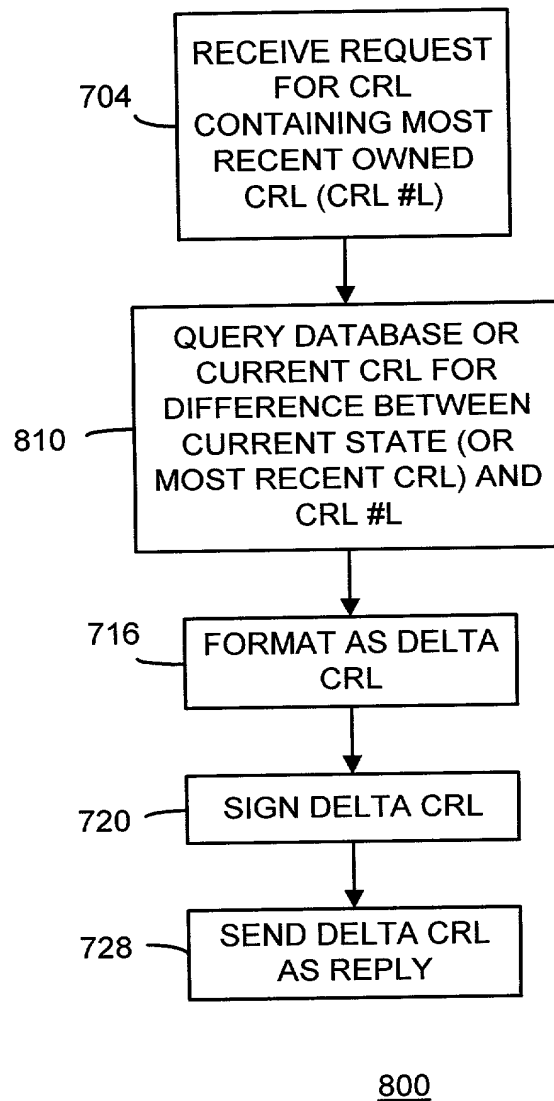 704
RECEIVE REQUEST
FOR CRL
CONTAINING MOST
RECENT OWNED
CRL (CRL #L)
810
QUERY DATABASE OR
CURRENT CRL FOR
DIFFERENCE BETWEEN
CURRENT STATE (OR
MOST RECENT CRL) AND
CRL #L
716
FORMAT AS DELTA
CRL
720
SIGN DELTA CRL
728
SEND DELTA CRL
AS REPLY
800